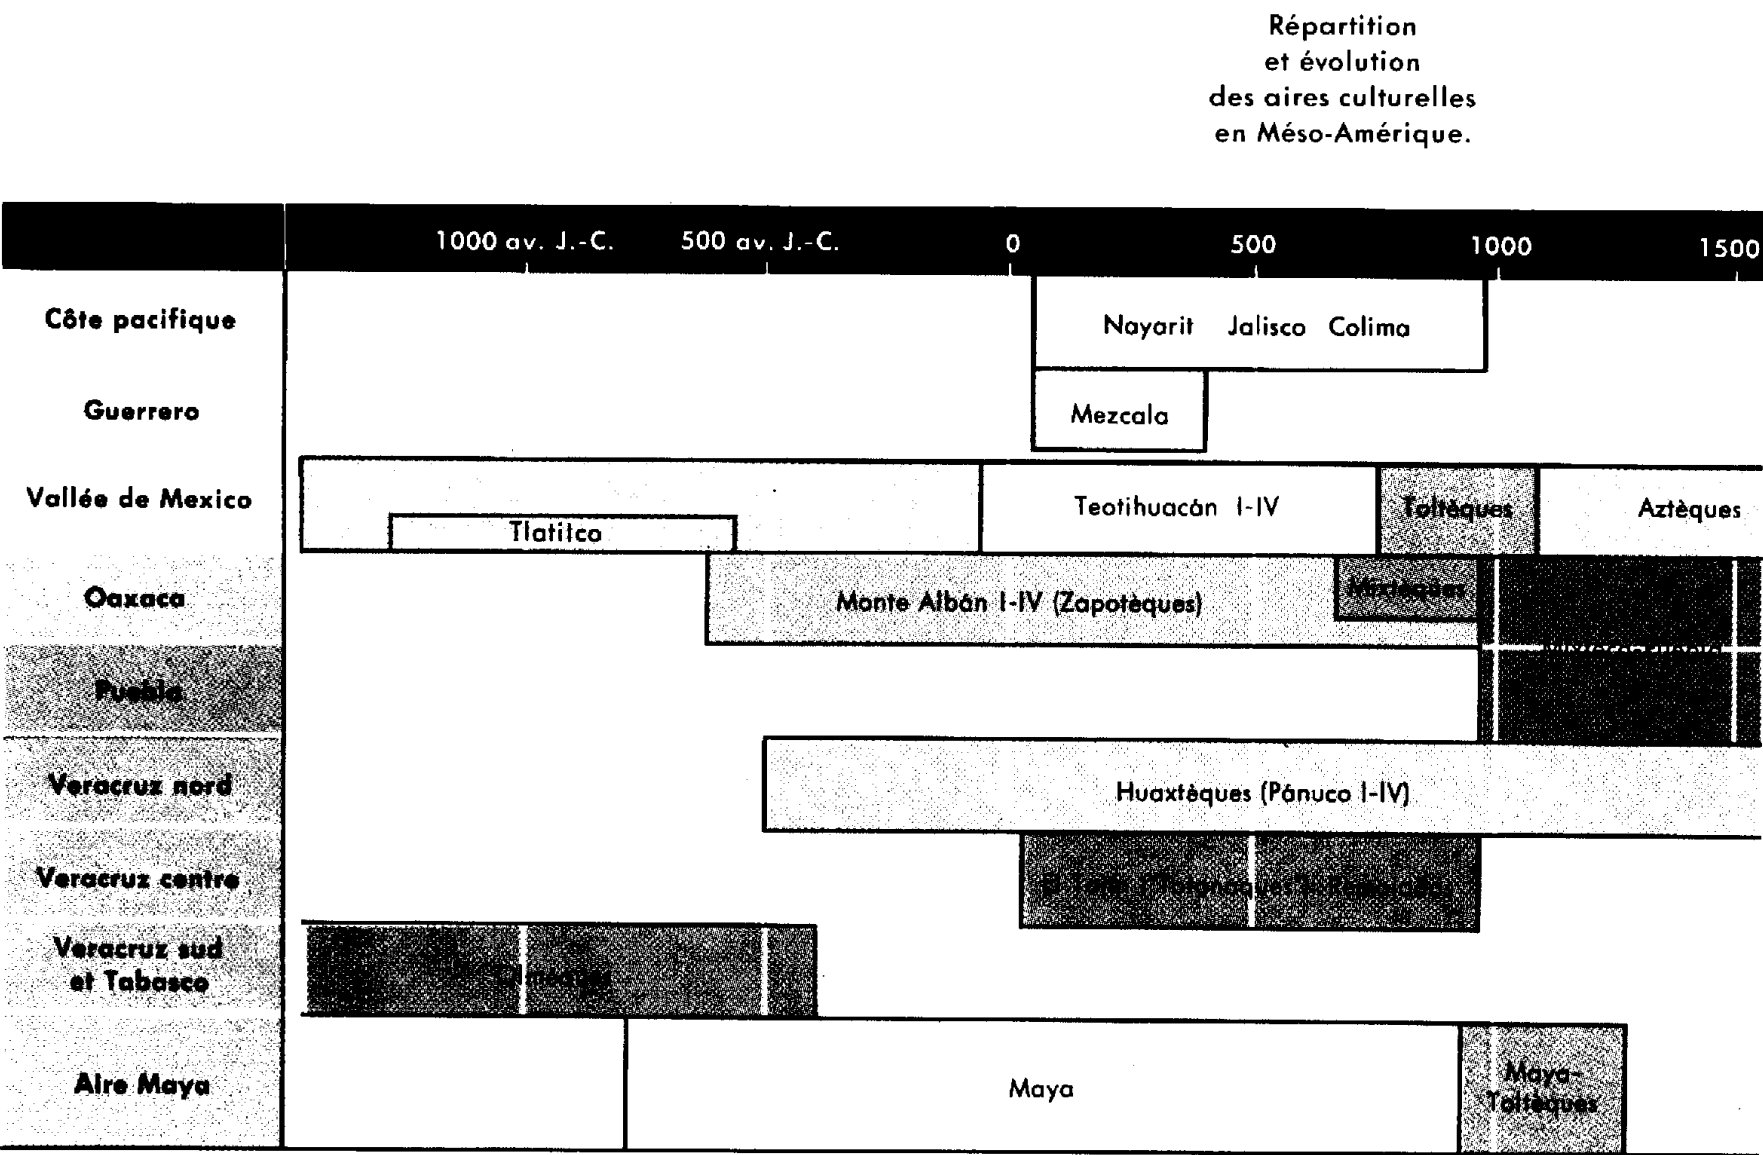 Répartition
et évolution
des aires culturelles
en Méso-Amérique.
1000 av. J.-C. 500 av. J.-C. 0 500 1000 1500
Côte pacifique
Nayarit Jalisco Colima
Guerrero
Mezcala
Vallée de Mexico
Tlatilco
Teotihuacán I-IV
Toltèques
Aztèques
Oaxaca
Monte Albán I-IV (Zapotèques)
Mixtèques
Puebla
Veracruz nord
Huaxtèques (Pánuco I-IV)
Veracruz centre
Veracruz sud
et Tabasco
Aire Maya
Maya
Maya-
Toltèques